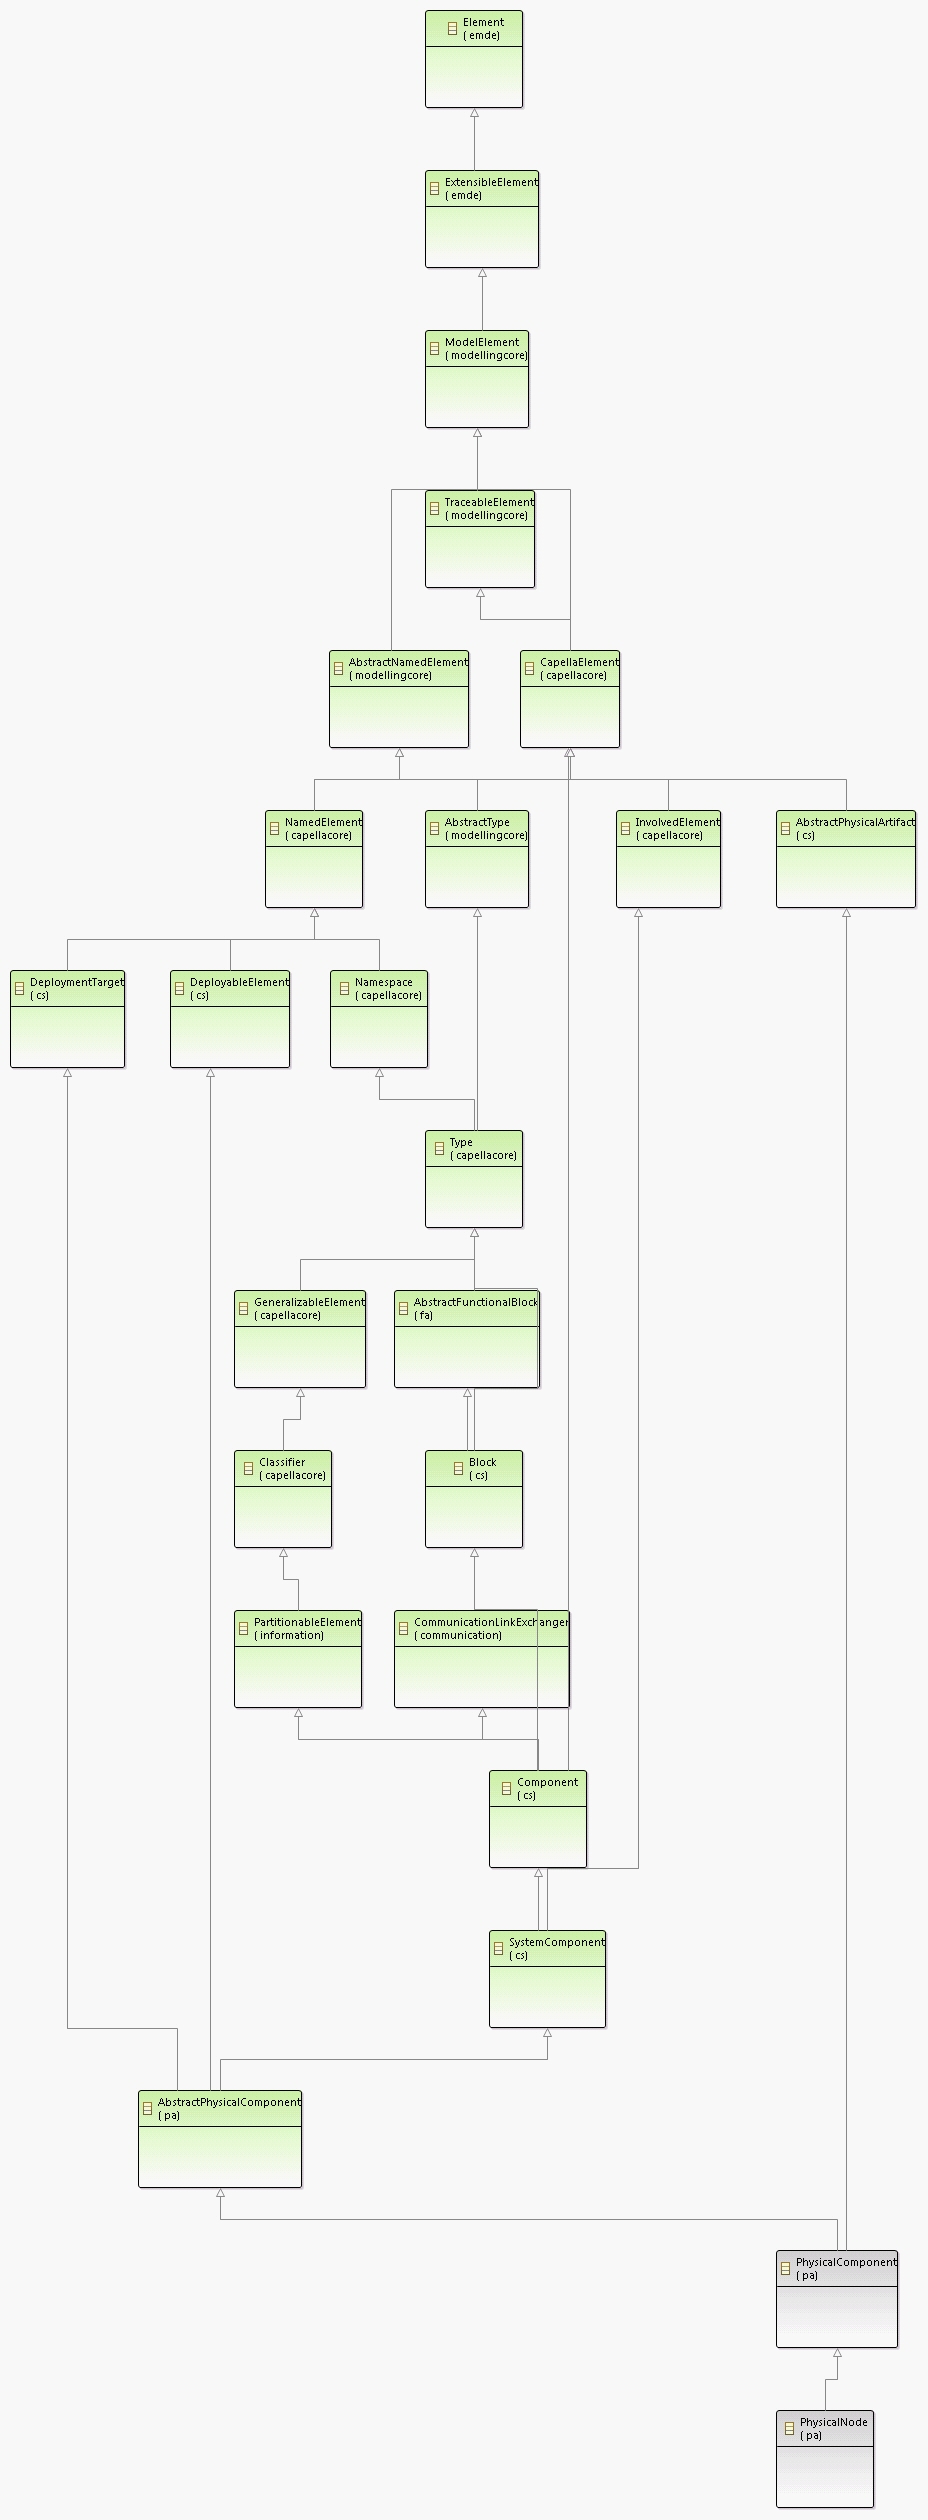 Element
( emde)
ExtensibleElement
( emde)
ModelElement
( modellingcore)
TraceableElement
( modellingcore)
AbstractNamedElement
( modellingcore)
CapellaElement
( capellacore)
NamedElement
( capellacore)
AbstractType
( modellingcore)
InvolvedElement
( capellacore)
AbstractPhysicalArtifact
( cs)
DeploymentTarget
( cs)
DeployableElement
( cs)
Namespace
( capellacore)
Type
( capellacore)
GeneralizableElement
( capellacore)
AbstractFunctionalBlock
( fa)
Classifier
( capellacore)
Block
( cs)
PartitionableElement
( information)
CommunicationLinkExchanger
( communication)
Component
( cs)
SystemComponent
( cs)
AbstractPhysicalComponent
( pa)
PhysicalComponent
( pa)
PhysicalNode
( pa)